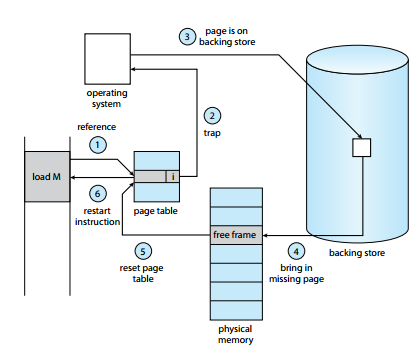 3
page is on
backing store
operating
system
2
trap
reference
1
load M
i
6
restart
instruction
page table
free frame
5
reset page
table
4
bring in
missing page
backing store
physical
memory